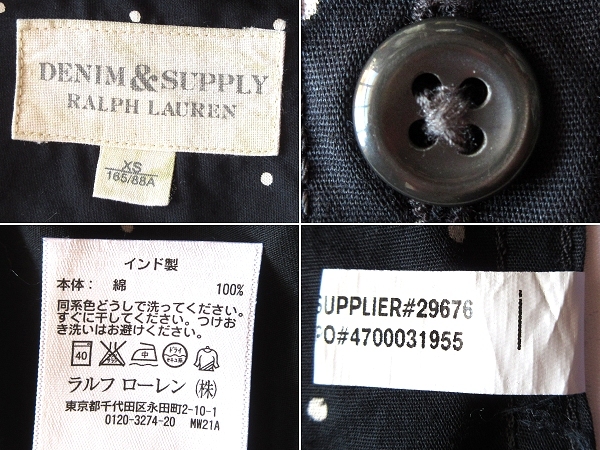 DENIM & SUPPLY
RALPH LAUREN
XS
165/88A
インド製
本体: 綿 100%
同系色どうしで洗ってください。
すぐに干してください。つけお
き洗いはお避けください。
40
中
ドライ
ラルフ ローレン (株)
東京都千代田区永田町2-10-1
0120-3274-20 MW21A
SUPPLIER#29676
PO#4700031955